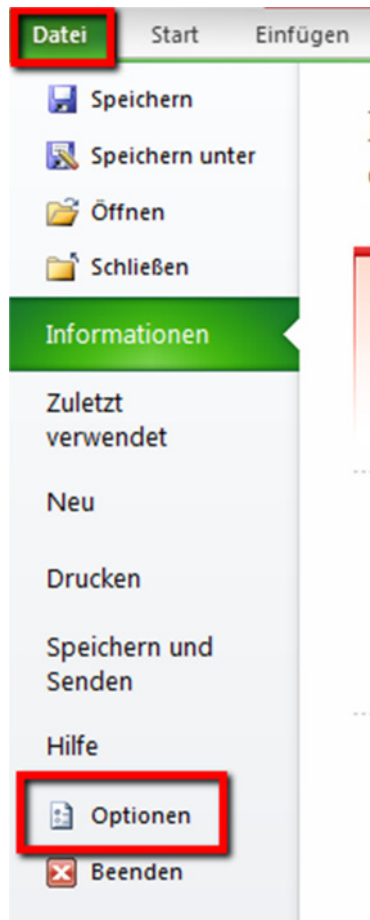 Datei Start Einfügen
Speichern
Speichern unter
Öffnen
Schließen
Informationen
Zuletzt
verwendet
Neu
Drucken
Speichern und
Senden
Hilfe
Optionen
Beenden